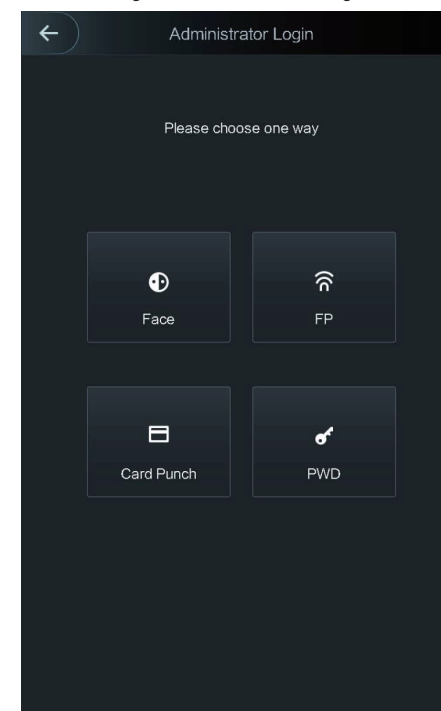 Administrator Login
Please choose one way
Face
FP
Card Punch
PWD